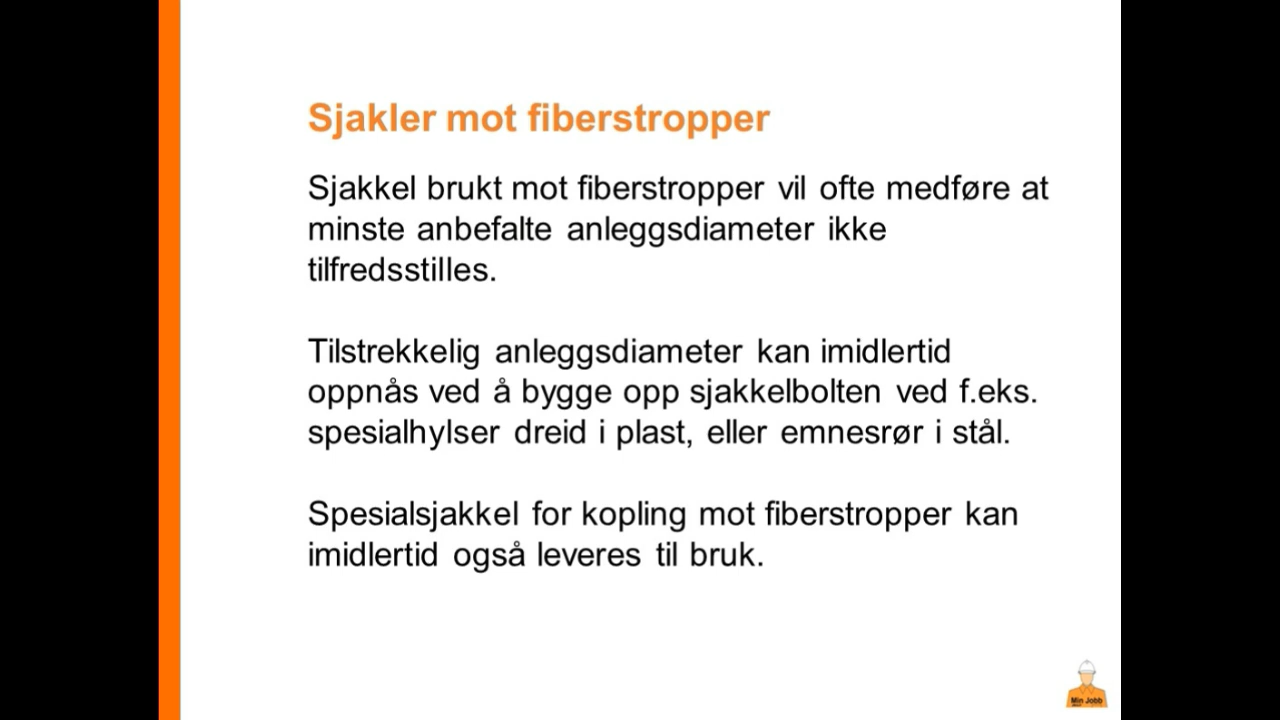 Sjakler mot fiberstropper
Sjakkel brukt mot fiberstropper vil ofte medføre at
minste anbefalte anleggsdiameter ikke
tilfredsstilles.
Tilstrekkelig anleggsdiameter kan imidlertid
oppnås ved å bygge opp sjakkelbolten ved f.eks.
spesialhylser dreid i plast, eller emnesrør i stål.
Spesialsjakkel for kopling mot fiberstropper kan
imidlertid også leveres til bruk.
Min Jobb